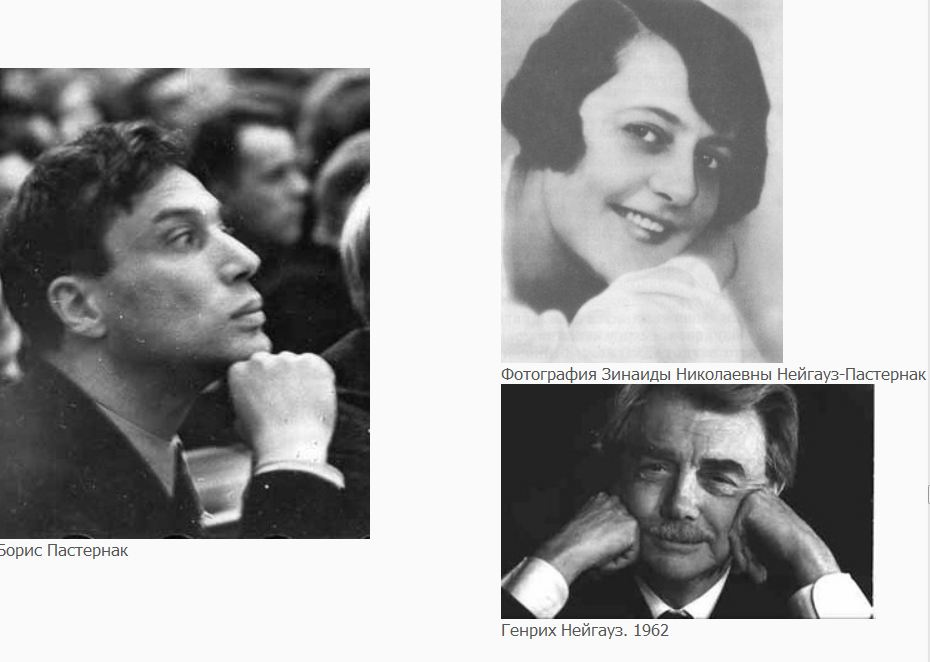 Фотография Зинаиды Николаевны Нейгауз-Пастернак
Борис Пастернак
Генрих Нейгауз. 1962